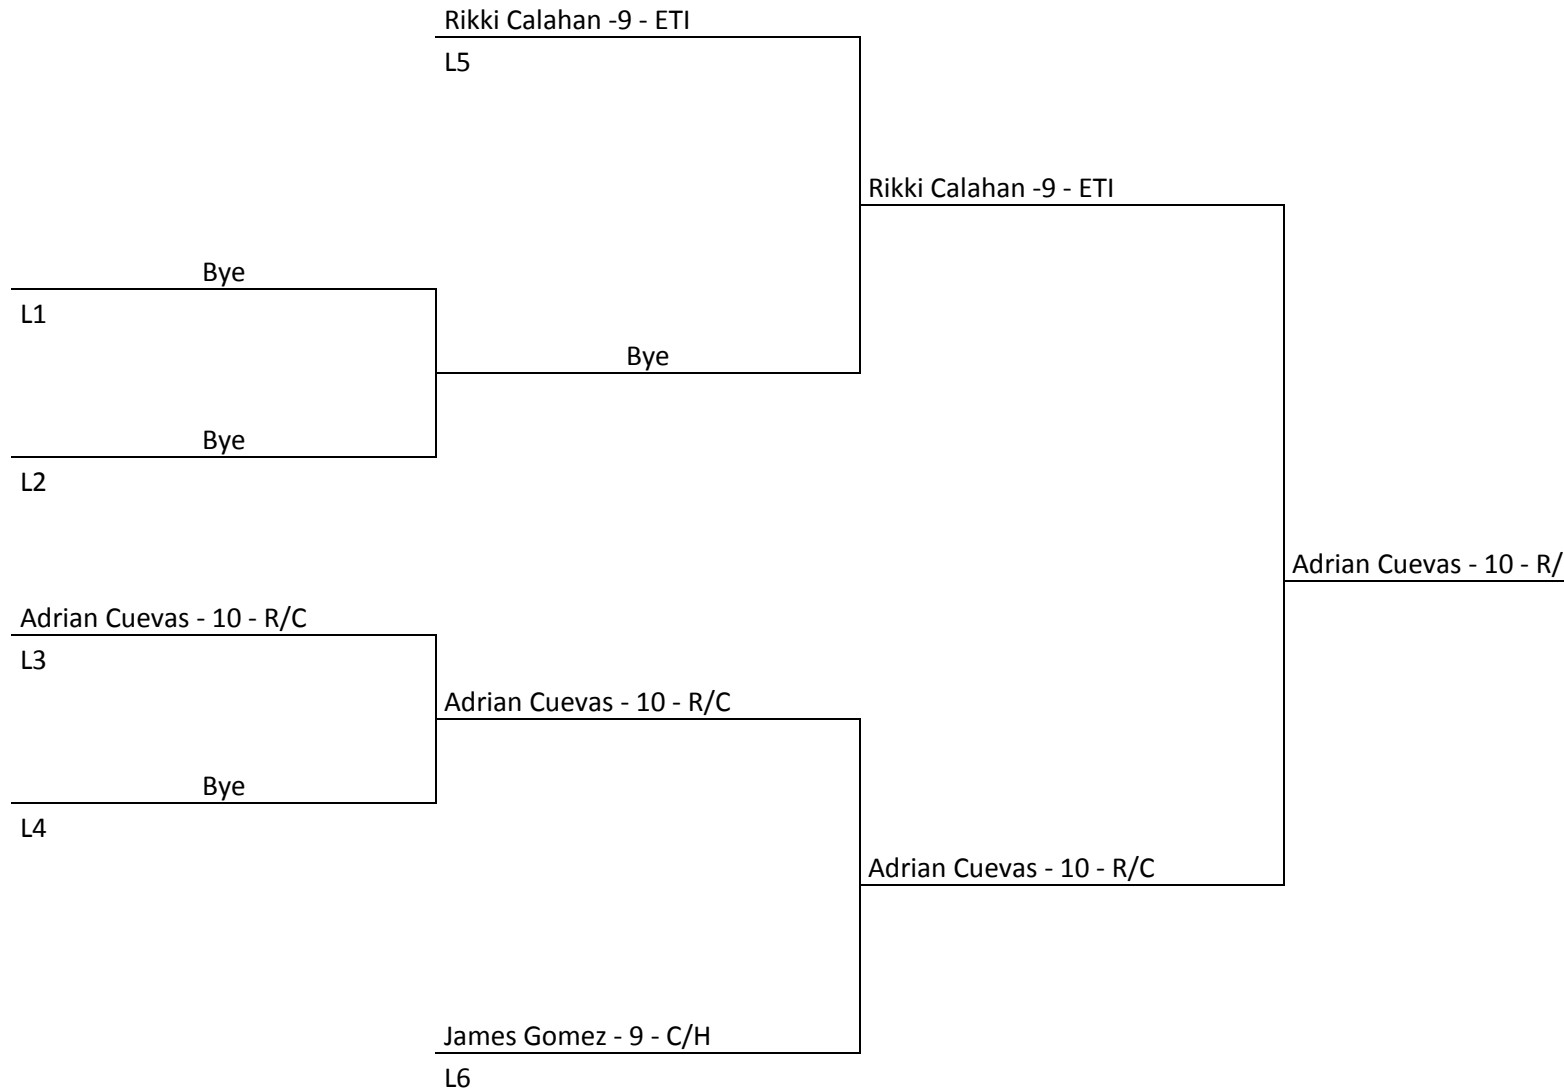 Rikki Calahan -9 - ETI
L5
Rikki Calahan -9 - ETI
Bye
L1
Bye
Bye
L2
Adrian Cuevas - 10 - R/
Adrian Cuevas - 10 - R/C
L3
Adrian Cuevas - 10 - R/C
Bye
L4
Adrian Cuevas - 10 - R/C
James Gomez - 9 - C/H
L6